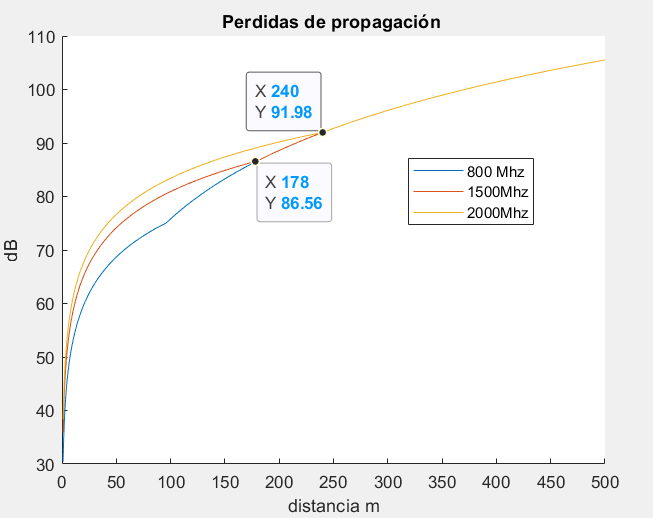 Perdidas de propagación
110
100
90
80
70
60
50
40
30
dB
X 240
Y 91.98
X 178
Y 86.56
800 Mhz
1500Mhz
2000Mhz
0 50 100 150 200 250 300 350 400 450 500
distancia m